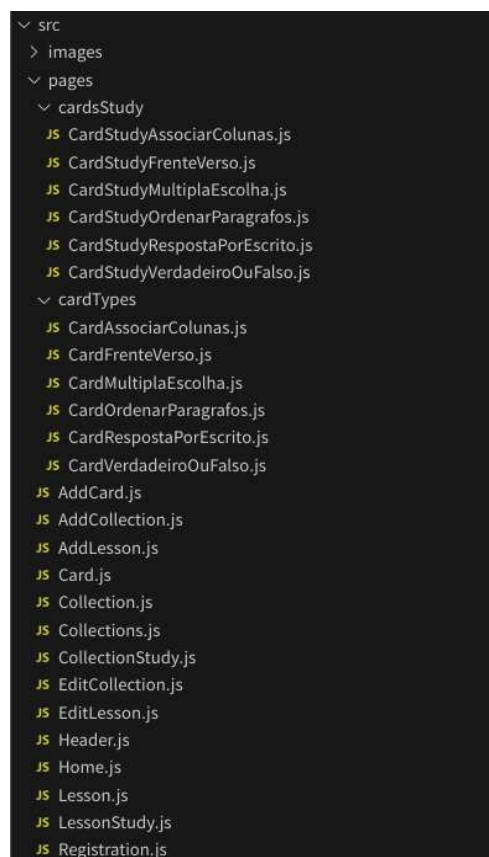 src
images
pages
cardsStudy
JS CardStudyAssociarColunas.js
JS CardStudyFrenteVerso.js
JS CardStudyMultiplaEscolha.js
JS CardStudyOrdenarParagrafos.js
JS CardStudyRespostaPorEscrito.js
JS CardStudyVerdadeiroOuFalso.js
cardTypes
JS CardAssociarColunas.js
JS CardFrenteVerso.js
JS CardMultiplaEscolha.js
JS CardOrdenarParagrafos.js
JS CardRespostaPorEscrito.js
JS CardVerdadeiroOuFalso.js
JS AddCard.js
JS AddCollection.js
JS AddLesson.js
JS Card.js
JS Collection.js
JS Collections.js
JS CollectionStudy.js
JS EditCollection.js
JS EditLesson.js
JS Header.js
JS Home.js
JS Lesson.js
JS LessonStudy.js
JS Registration.js